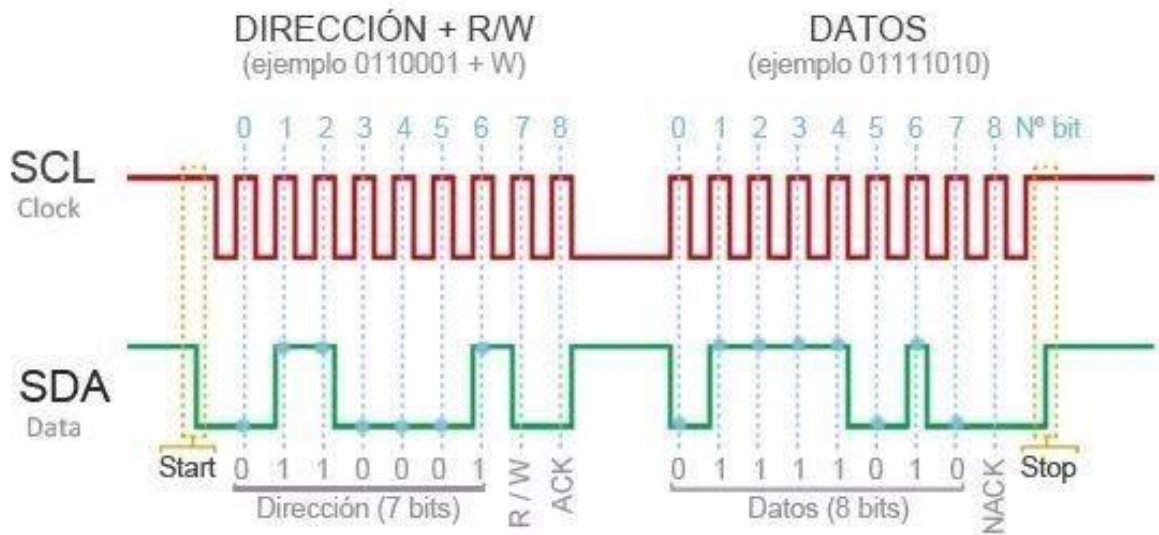 DIRECCIÓN + R/W
(ejemplo 0110001 + W)
DATOS
(ejemplo 01111010)
0 1 2 3 4 5 6 7 8
0 1 2 3 4 5 6 7 8 Nº bit
SCL
Clock
SDA
Data
Start
0 1 1 0 0 0 1
R / W
ACK
Dirección (7 bits)
0 1 1 1 1 0 1 0
NACK
Stop
Datos (8 bits)